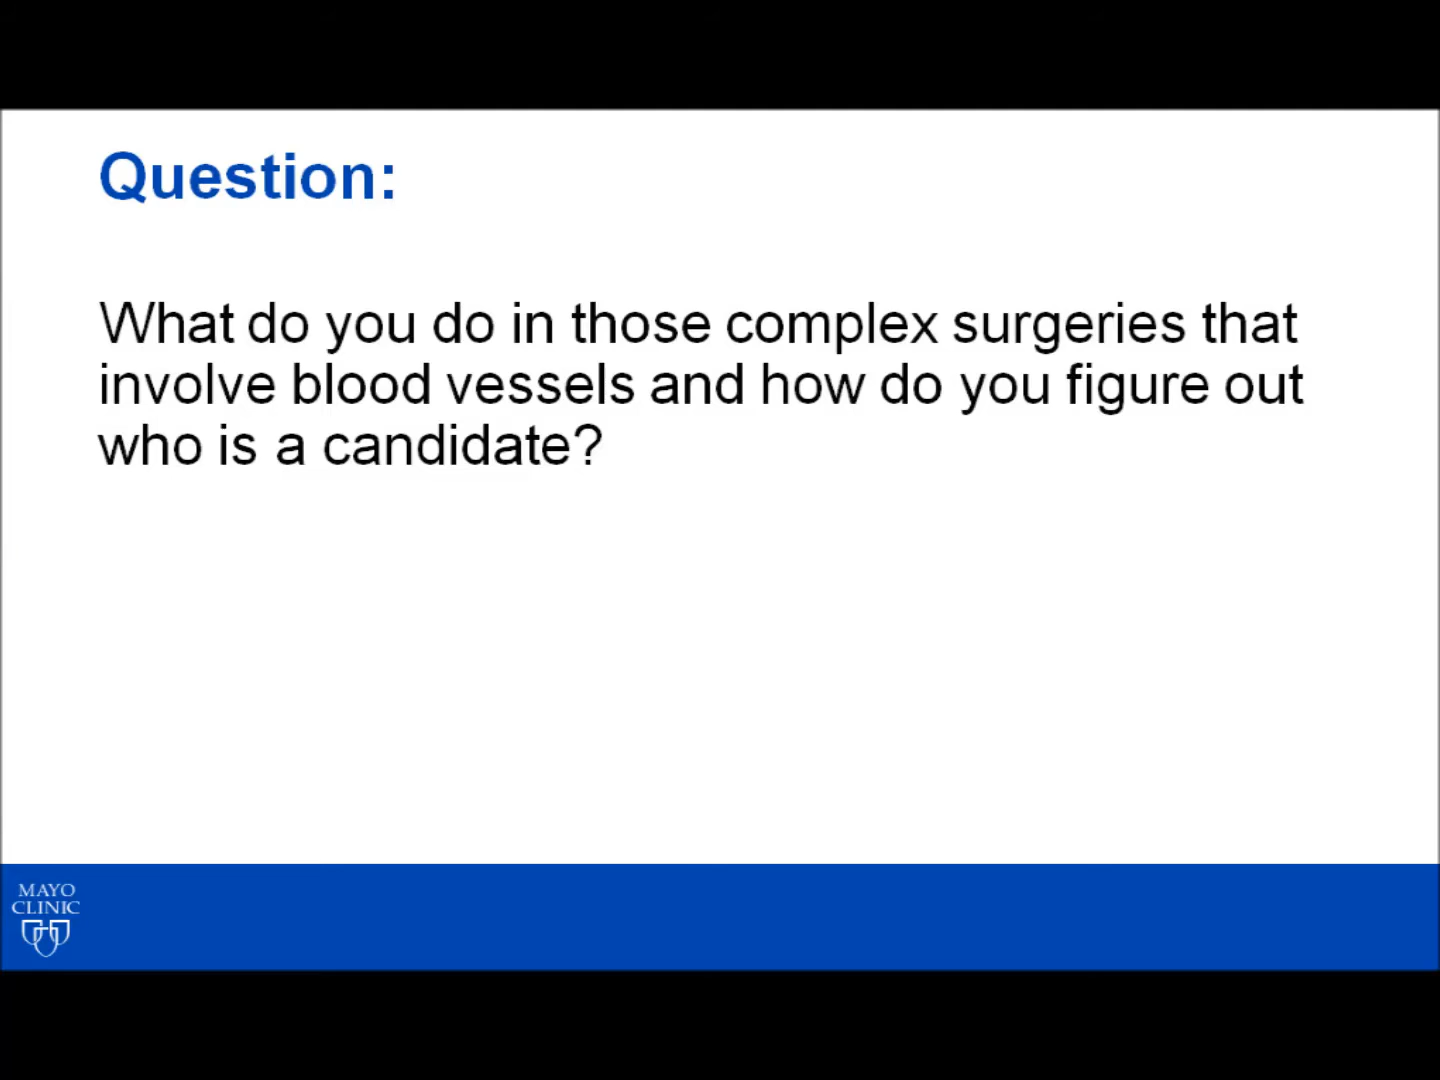 Question:
What do you do in those complex surgeries that
involve blood vessels and how do you figure out
who is a candidate?
MAYO
CLINIC